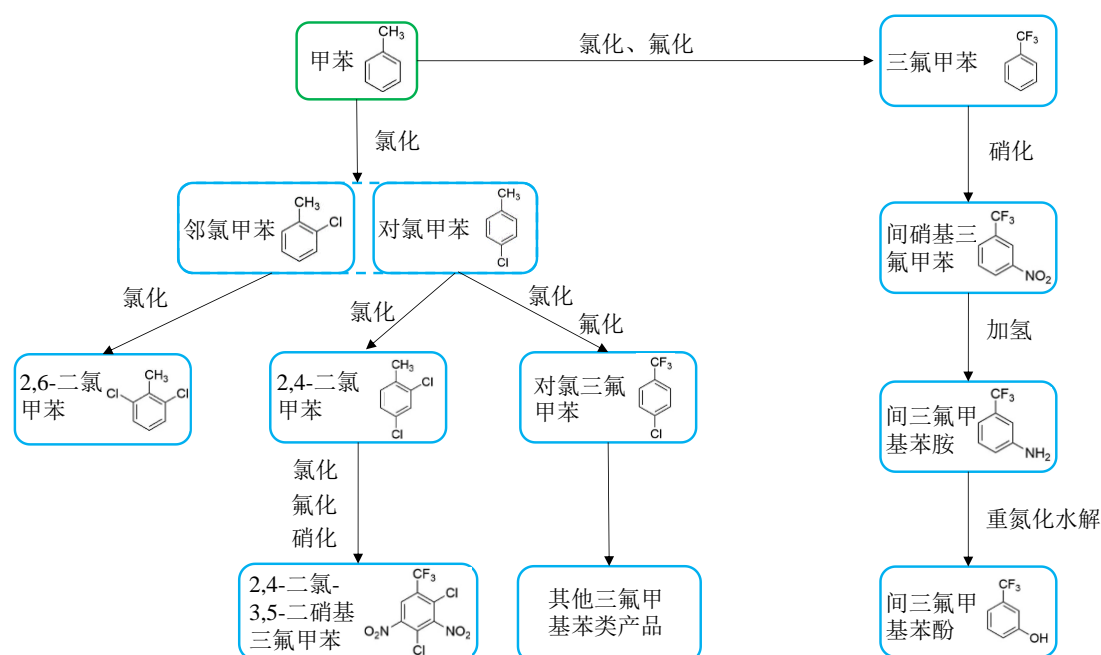 甲苯
CH₃
氯化、氟化
三氟甲苯
CF₃
氯化
硝化
邻氯甲苯
CH₃
Cl
对氯甲苯
CH₃
Cl
间硝基三
氟甲苯
CF₃
NO₂
氯化
氯化
氯化
氟化
加氢
2,6-二氯
甲苯
CH₃
Cl
Cl
2,4-二氯
甲苯
CH₃
Cl
Cl
对氯三氟
甲苯
CF₃
Cl
间三氟甲
基苯胺
CF₃
NH₂
氯化
氟化
硝化
重氮化水解
2,4-二氯-
3,5-二硝基
三氟甲苯
CF₃
Cl
O₂N
NO₂
Cl
其他三氟甲
基苯类产品
间三氟甲
基苯酚
CF₃
OH